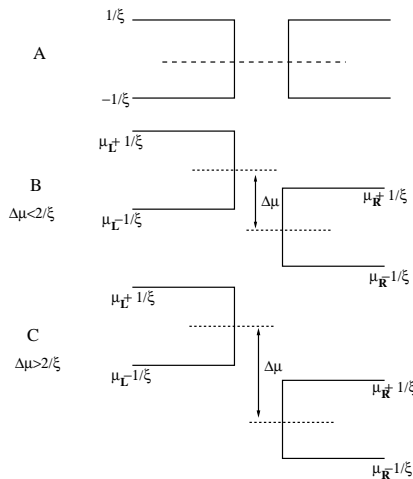 1/ξ
A
−1/ξ
μL+ 1/ξ
B
μR+ 1/ξ
Δμ
Δμ<2/ξ
μL−1/ξ
μR−1/ξ
μL+ 1/ξ
C
Δμ
Δμ>2/ξ
μL−1/ξ
μR+ 1/ξ
μR−1/ξ